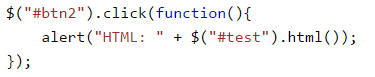 $("#btn2").click(function(){
    alert("HTML: " + $("#test").html());
});